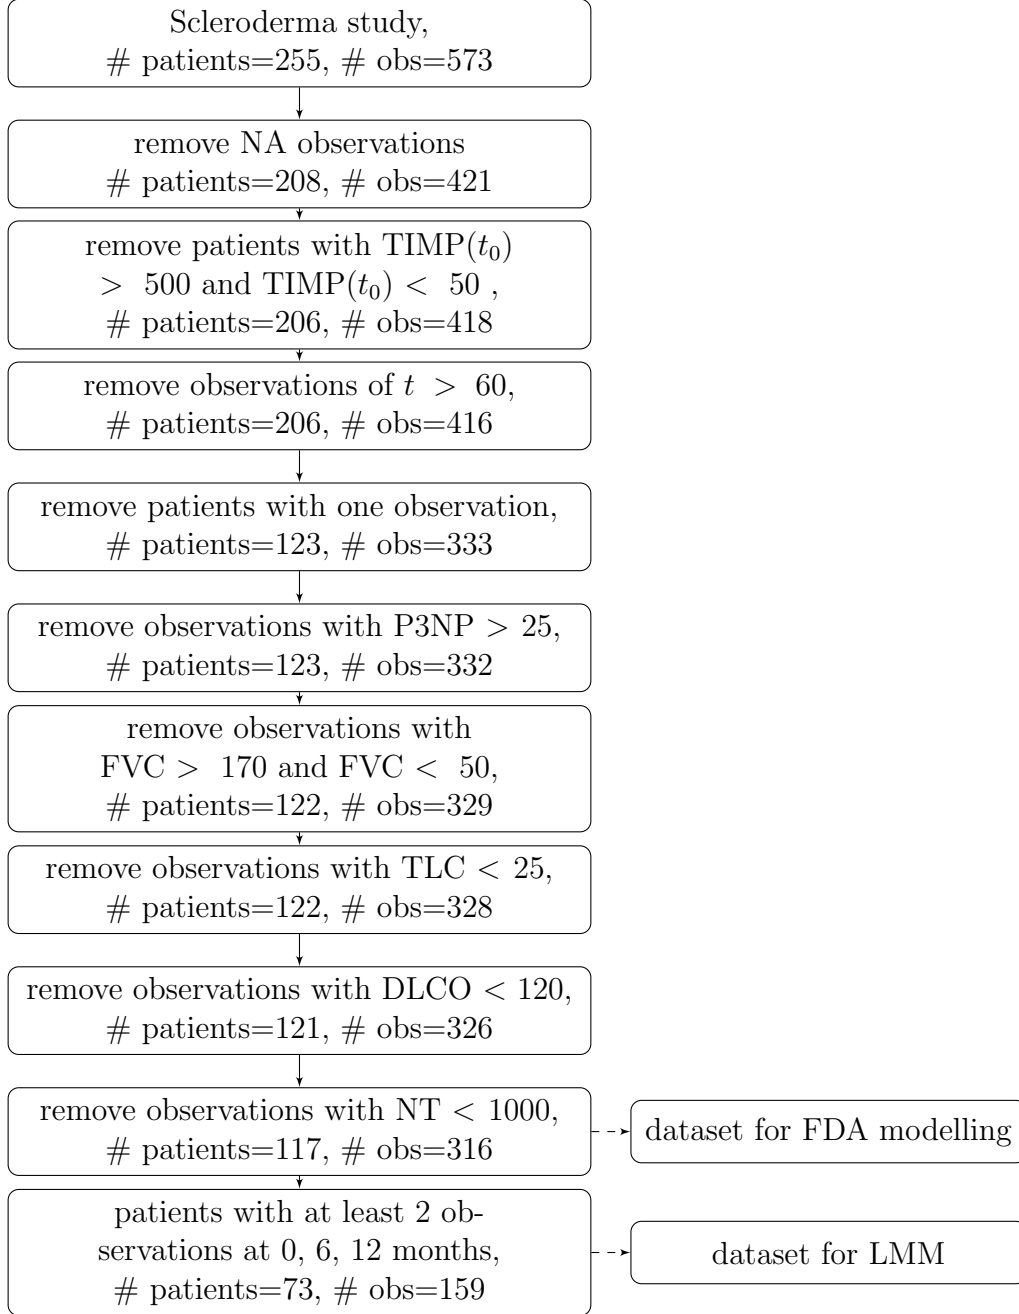 Scleroderma study,
# patients=255, # obs=573
remove NA observations
# patients=208, # obs=421
remove patients with TIMP(t₀)
> 500 and TIMP(t₀) < 50 ,
# patients=206, # obs=418
remove observations of t > 60,
# patients=206, # obs=416
remove patients with one observation,
# patients=123, # obs=333
remove observations with P3NP > 25,
# patients=123, # obs=332
remove observations with
FVC > 170 and FVC < 50,
# patients=122, # obs=329
remove observations with TLC < 25,
# patients=122, # obs=328
remove observations with DLCO < 120,
# patients=121, # obs=326
remove observations with NT < 1000,
# patients=117, # obs=316
dataset for FDA modelling
patients with at least 2 ob-
servations at 0, 6, 12 months,
# patients=73, # obs=159
dataset for LMM